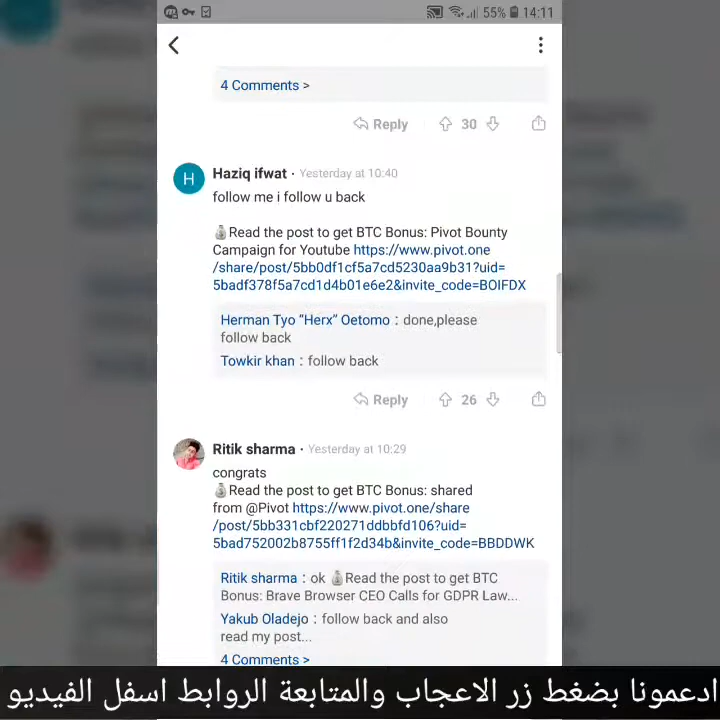 55% 14:11
4 Comments >
Reply 30
H
Haziq ifwat · Yesterday at 10:40
follow me i follow u back
💰Read the post to get BTC Bonus: Pivot Bounty
Campaign for Youtube https://www.pivot.one
/share/post/5bb0df1cf5a7cd5230aa9b31?uid=
5badf378f5a7cd1d4b01e6e2&invite_code=BOIFDX
Herman Tyo “Herx” Oetomo : done,please
follow back
Towkir khan : follow back
Reply 26
Ritik sharma · Yesterday at 10:29
congrats
💰Read the post to get BTC Bonus: shared
from @Pivot https://www.pivot.one/share
/post/5bb331cbf220271ddbbfd106?uid=
5bad752002b8755ff1f2d34b&invite_code=BBDDWK
Ritik sharma : ok 💰Read the post to get BTC
Bonus: Brave Browser CEO Calls for GDPR Law...
Yakub Oladejo : follow back and also
read my post...
4 Comments >
ادعمونا بضغط زر الاعجاب والمتابعة الروابط اسفل الفيديو